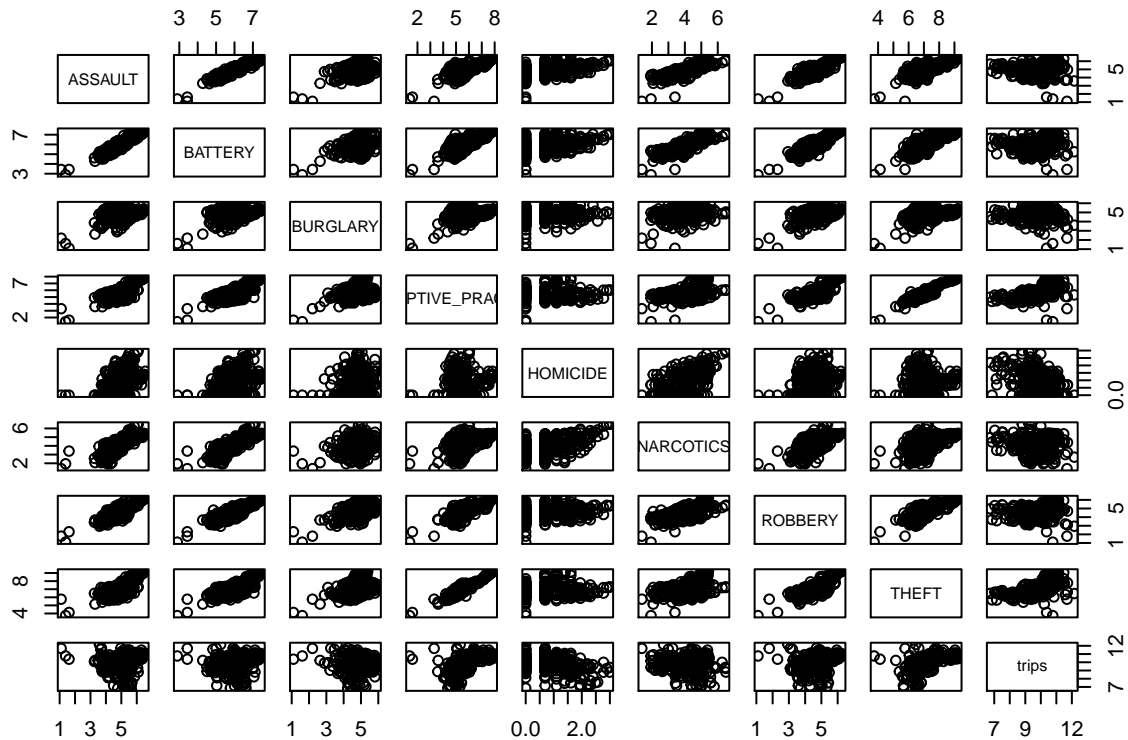 3 5 7 2 5 8 2 4 6 4 6 8
ASSAULT 1 5
3 7 BATTERY
BURGLARY 1 5
2 7 PTIVE_PRAC
HOMICIDE 0.0
2 6 NARCOTICS
ROBBERY 1 5
4 8 THEFT
trips 7 12
1 3 5 1 3 5 0.0 2.0 1 3 5 7 9 12